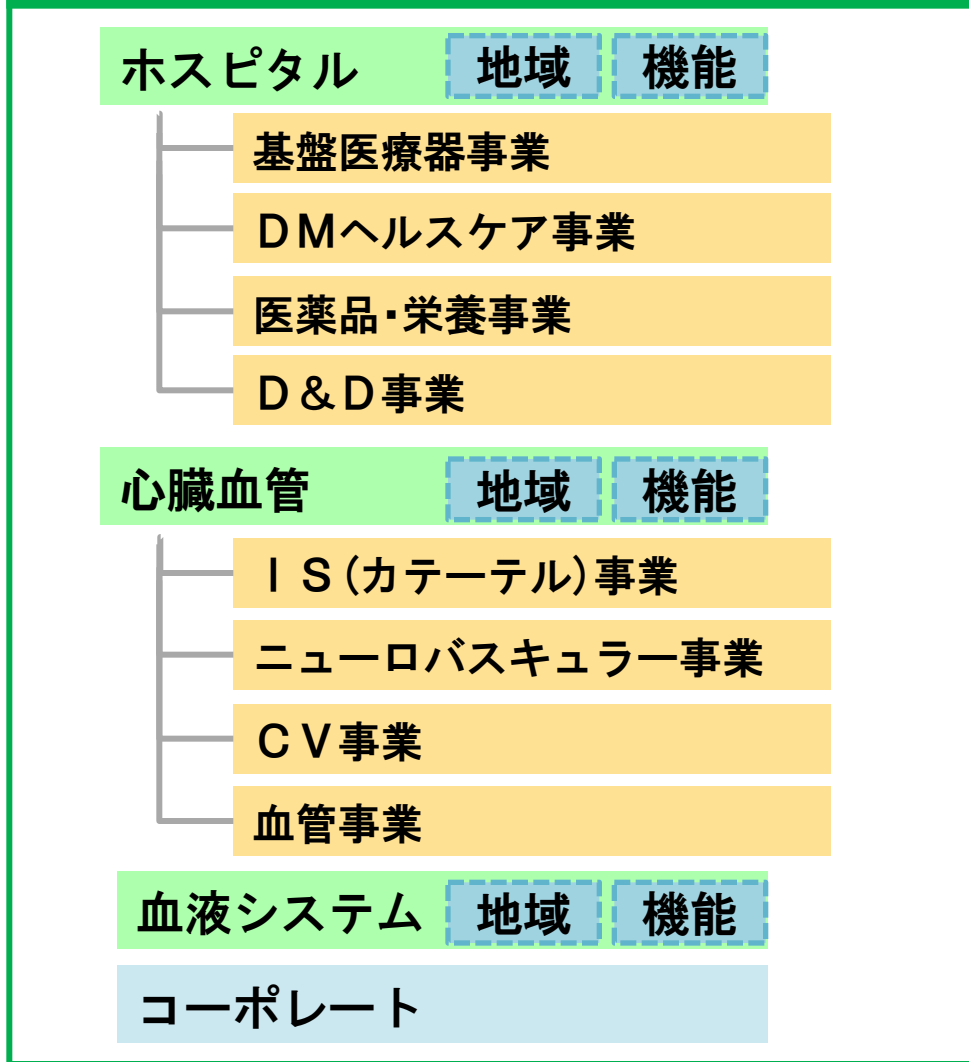 ホスピタル 地域 機能
基盤医療器事業
ＤＭヘルスケア事業
医薬品・栄養事業
Ｄ＆Ｄ事業
心臓血管 地域 機能
ＩＳ(カテーテル)事業
ニューロバスキュラー事業
ＣＶ事業
血管事業
血液システム 地域 機能
コーポレート